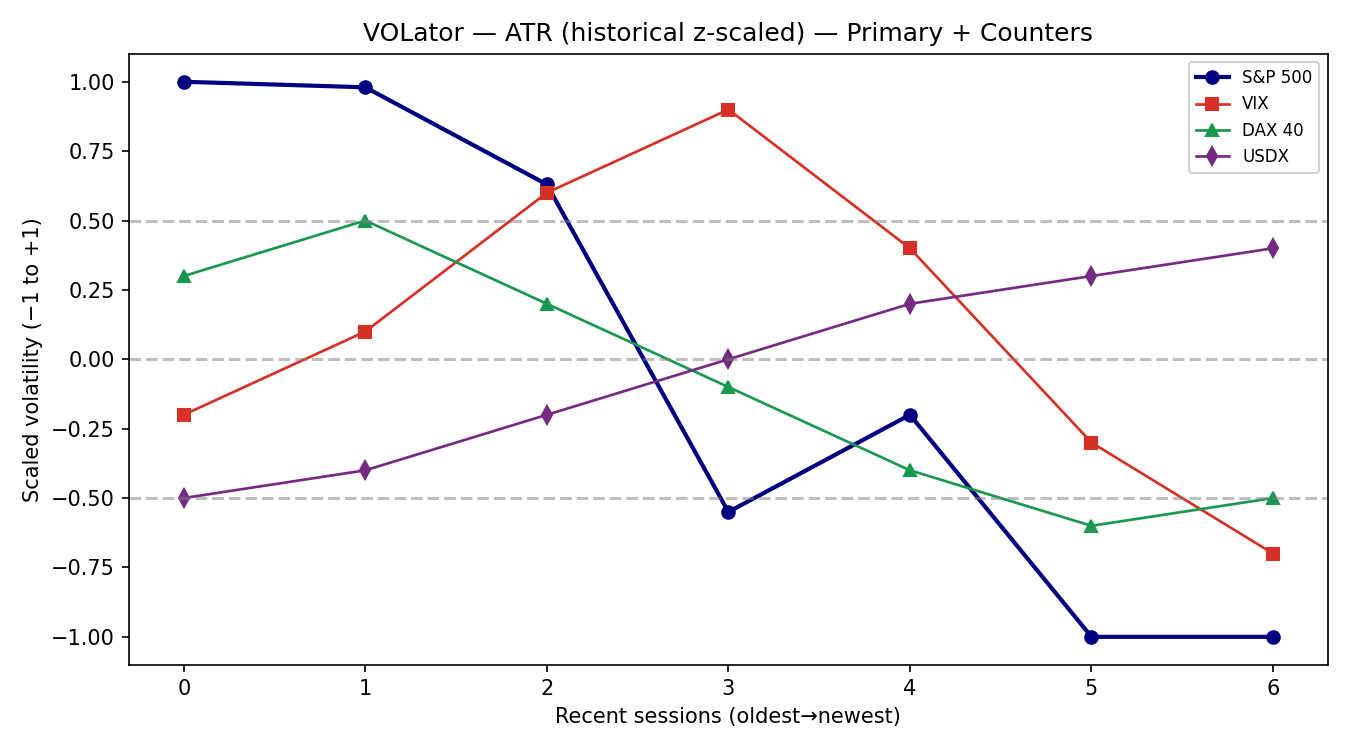 VOLator — ATR (historical z-scaled) — Primary + Counters
S&P 500
VIX
DAX 40
USDX
Scaled volatility (−1 to +1)
1.00
0.75
0.50
0.25
0.00
−0.25
−0.50
−0.75
−1.00
0 1 2 3 4 5 6
Recent sessions (oldest→newest)